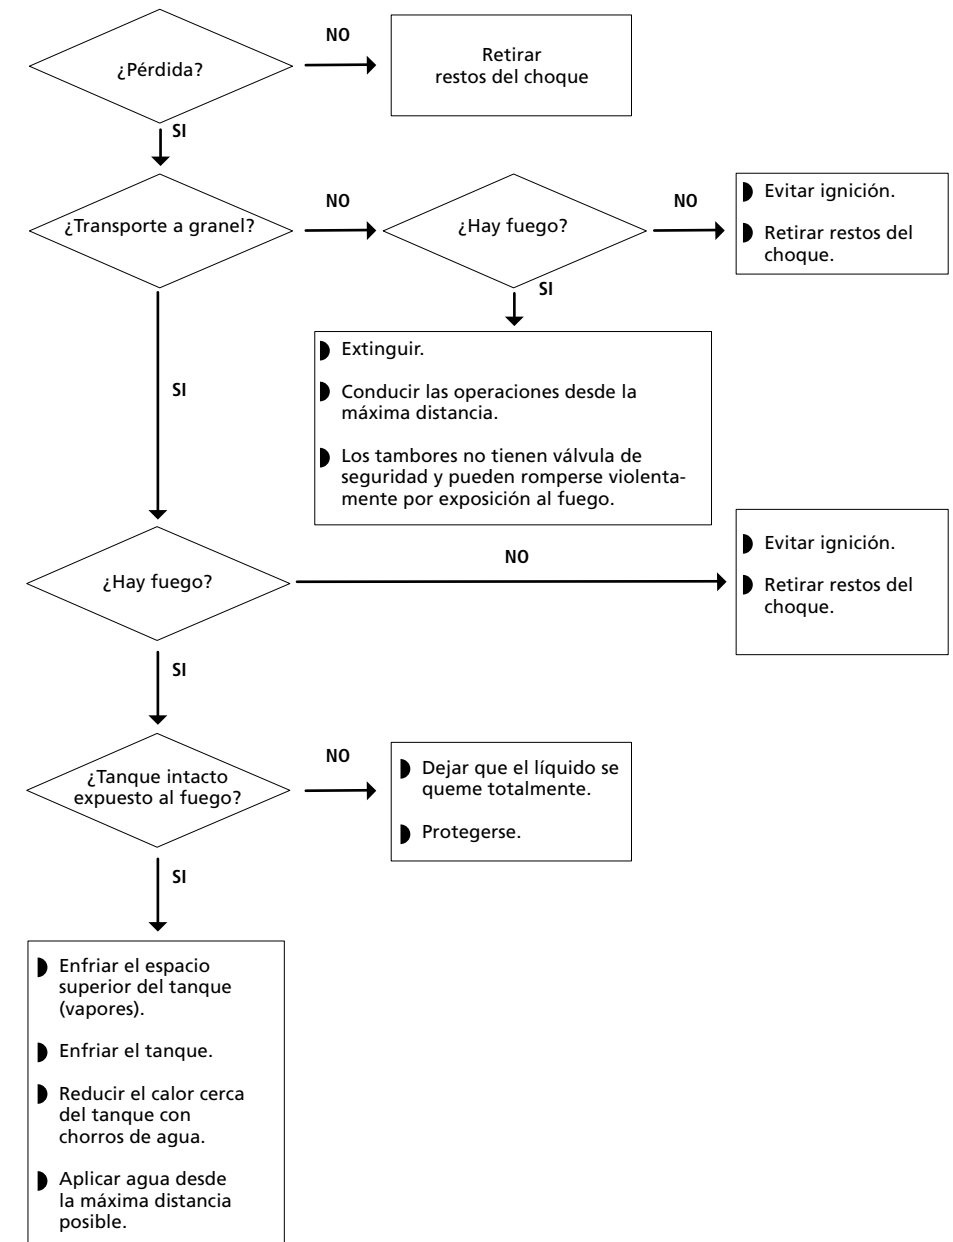 ¿Pérdida?
NO
Retirar
restos del choque
SI
¿Transporte a granel?
NO
¿Hay fuego?
NO
Evitar ignición.
Retirar restos del
choque.
SI
Extinguir.
Conducir las operaciones desde la
máxima distancia.
Los tambores no tienen válvula de
seguridad y pueden romperse violenta-
mente por exposición al fuego.
SI
¿Hay fuego?
NO
Evitar ignición.
Retirar restos del
choque.
SI
¿Tanque intacto
expuesto al fuego?
NO
Dejar que el líquido se
queme totalmente.
Protegerse.
SI
Enfriar el espacio
superior del tanque
(vapores).
Enfriar el tanque.
Reducir el calor cerca
del tanque con
chorros de agua.
Aplicar agua desde
la máxima distancia
posible.